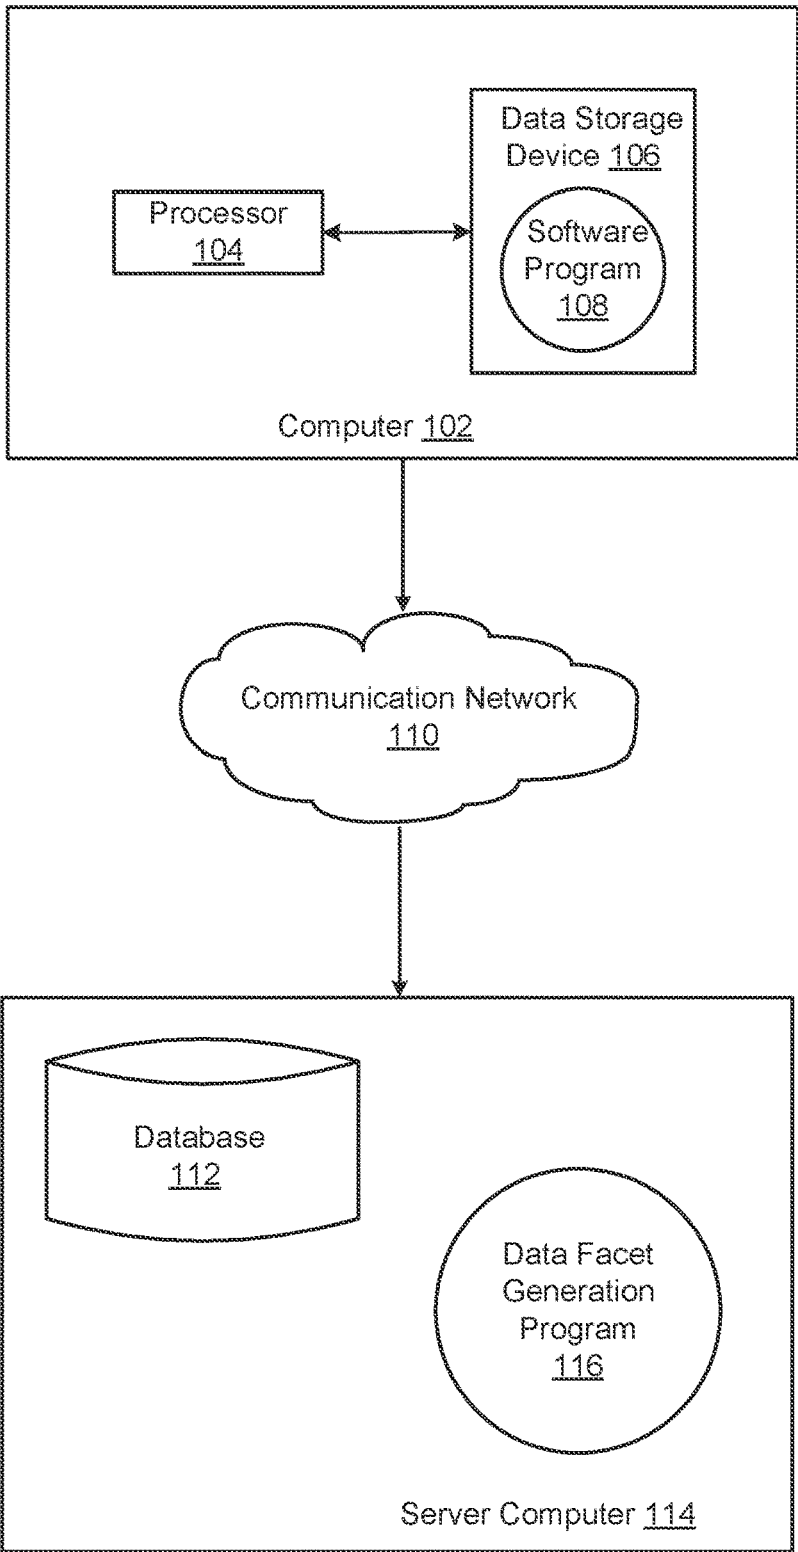 Data Storage
Device 106
Processor
104
Software
Program
108
Computer 102
Communication Network
110
Database
112
Data Facet
Generation
Program
116
Server Computer 114